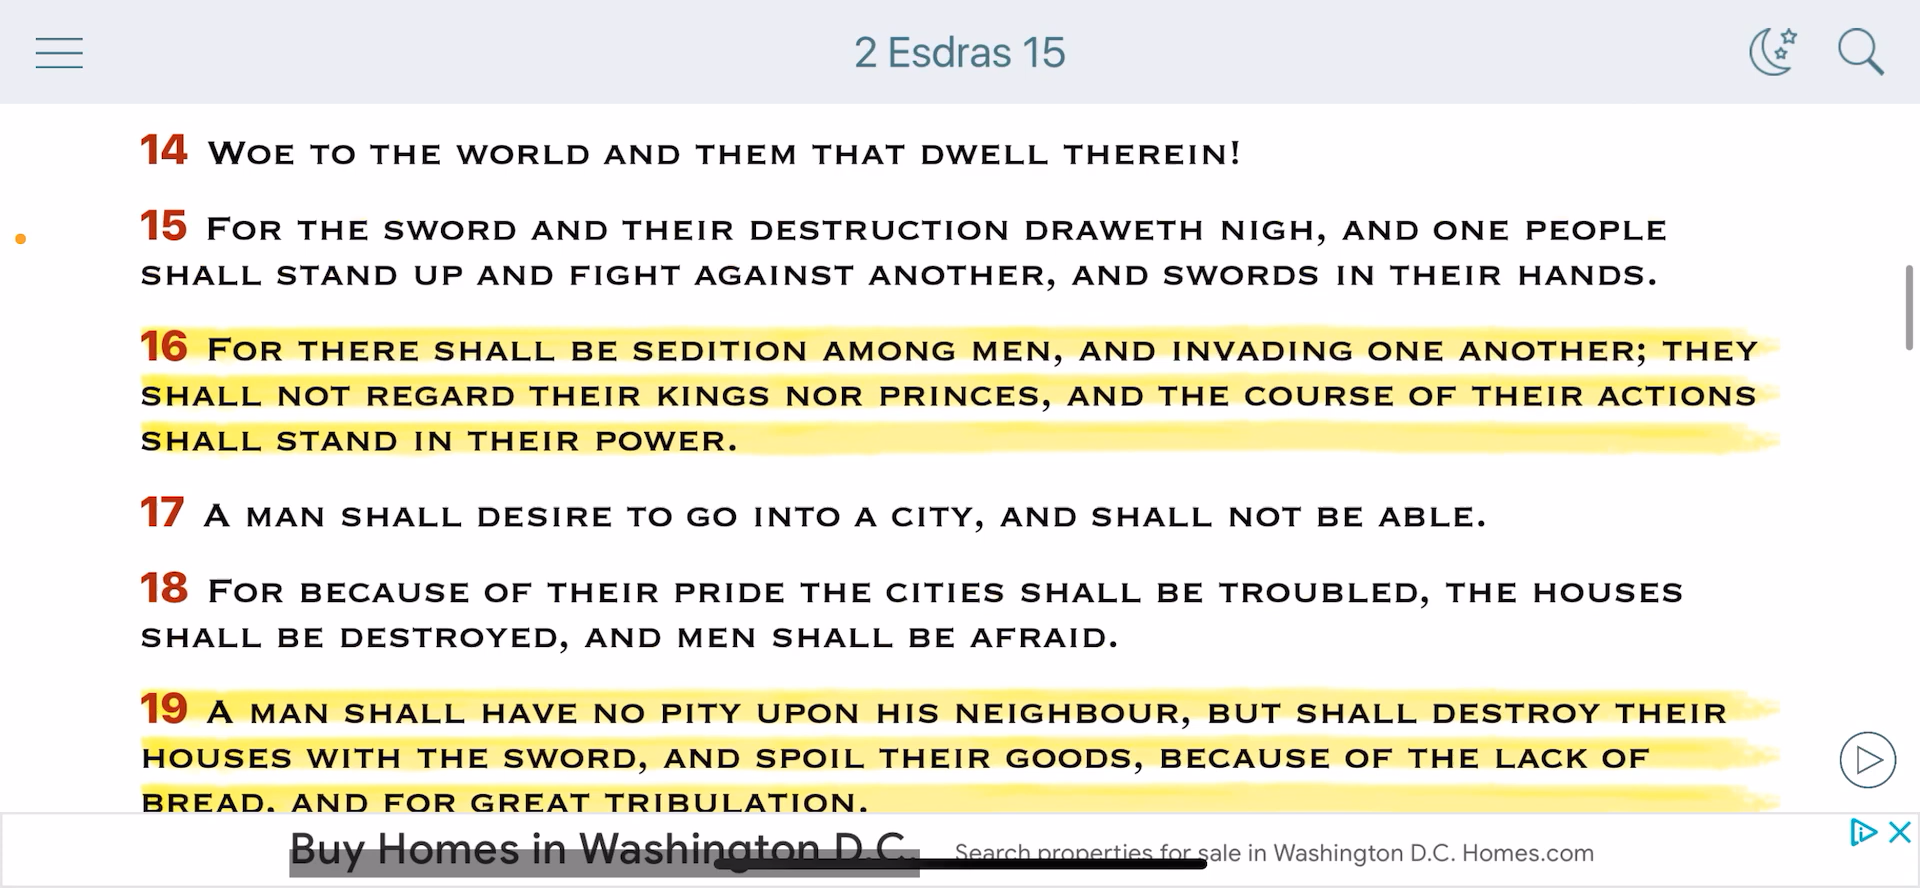 2 Esdras 15
14 Woe to the world and them that dwell therein!
15 For the sword and their destruction draweth nigh, and one people
shall stand up and fight against another, and swords in their hands.
16 For there shall be sedition among men, and invading one another; they
shall not regard their kings nor princes, and the course of their actions
shall stand in their power.
17 A man shall desire to go into a city, and shall not be able.
18 For because of their pride the cities shall be troubled, the houses
shall be destroyed, and men shall be afraid.
19 A man shall have no pity upon his neighbour, but shall destroy their
houses with the sword, and spoil their goods, because of the lack of
bread, and for great tribulation.
Buy Homes in Washington D.C. Search properties for sale in Washington D.C. Homes.com